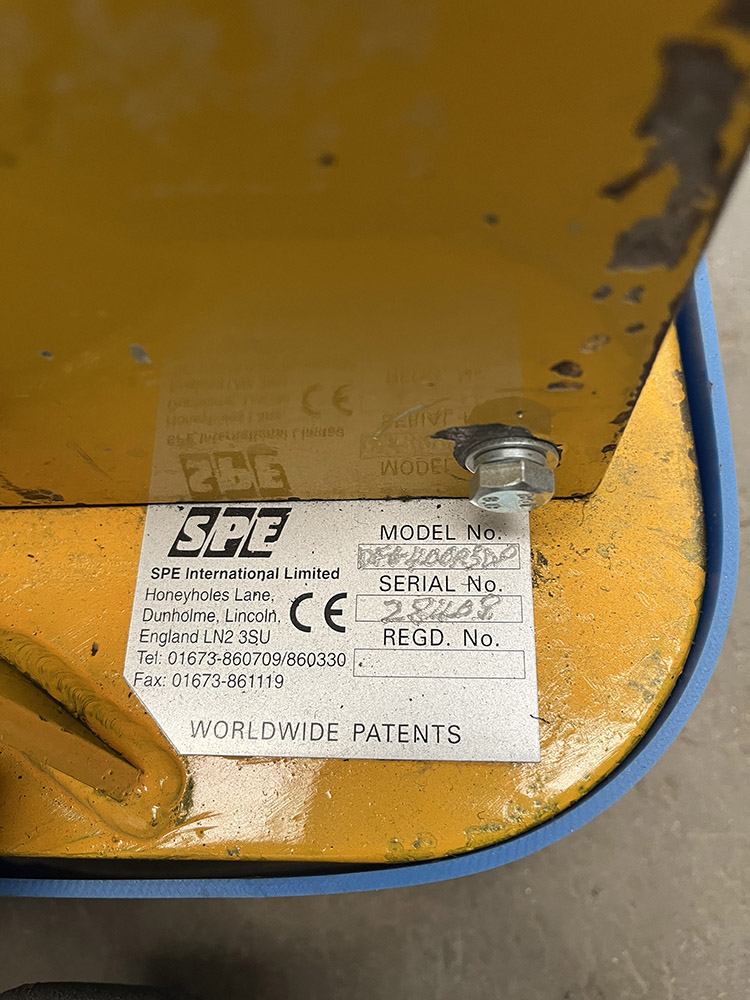 SPE
SPE International Limited
Honeyholes Lane,
Dunholme, Lincoln,
England LN2 3SU
Tel: 01673-860709/860330
Fax: 01673-861119
CE
MODEL No.
SERIAL No.
28408
REGD. No.
WORLDWIDE PATENTS